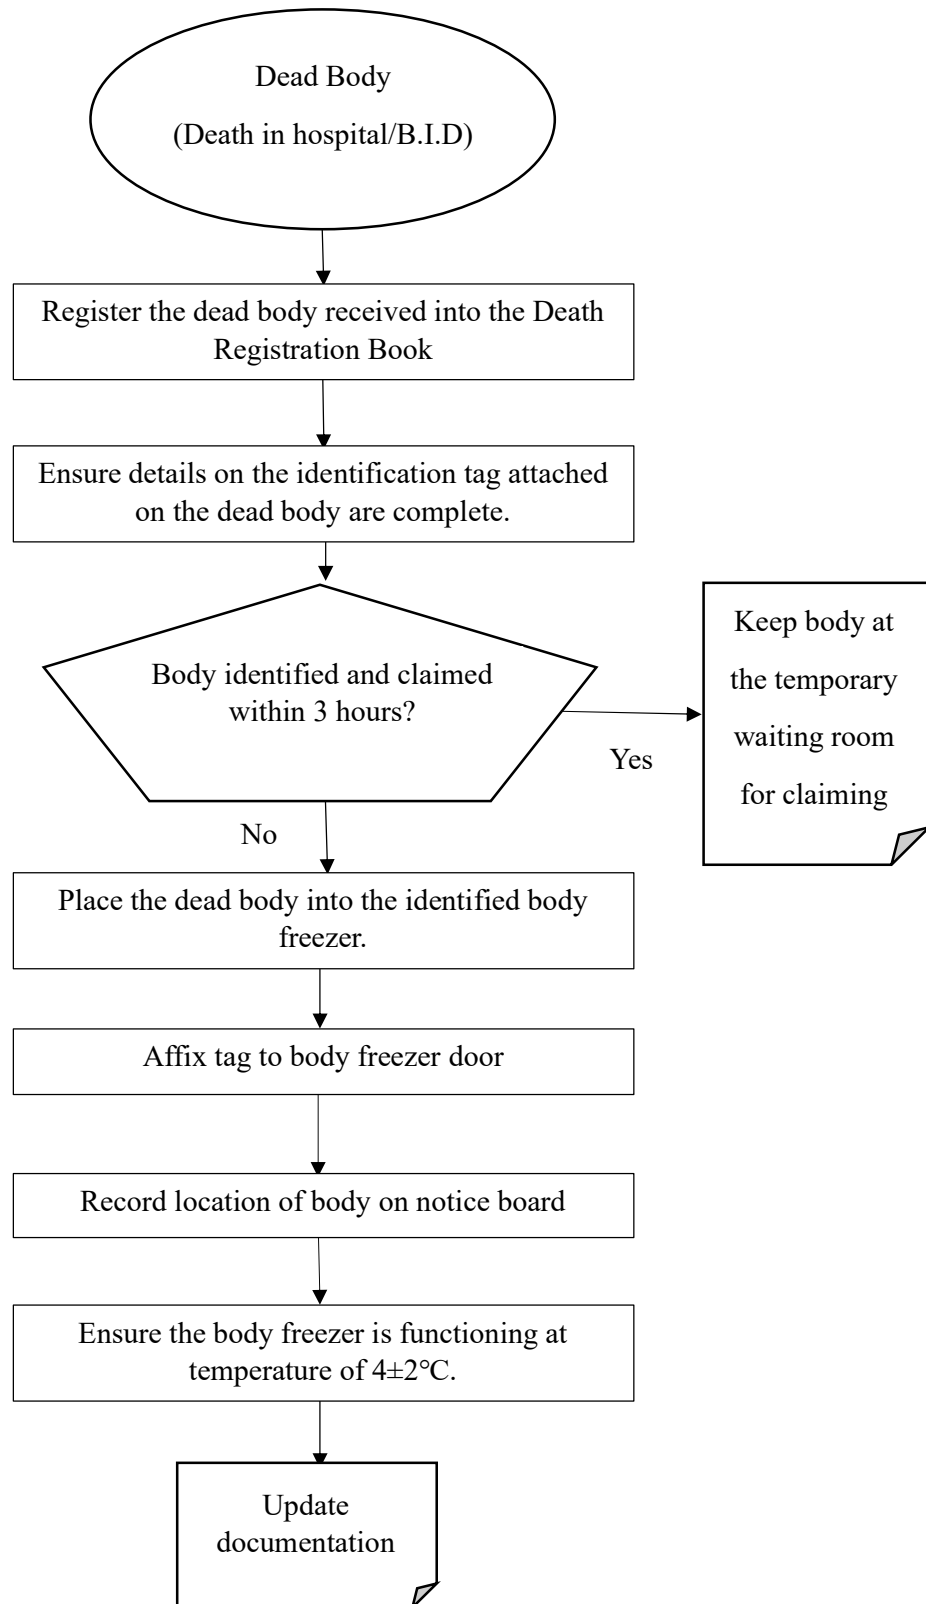 Dead Body
(Death in hospital/B.I.D)
Register the dead body received into the Death
Registration Book
Ensure details on the identification tag attached
on the dead body are complete.
Body identified and claimed
within 3 hours?
Yes
Keep body at
the temporary
waiting room
for claiming
No
Place the dead body into the identified body
freezer.
Affix tag to body freezer door
Record location of body on notice board
Ensure the body freezer is functioning at
temperature of 4±2℃.
Update
documentation